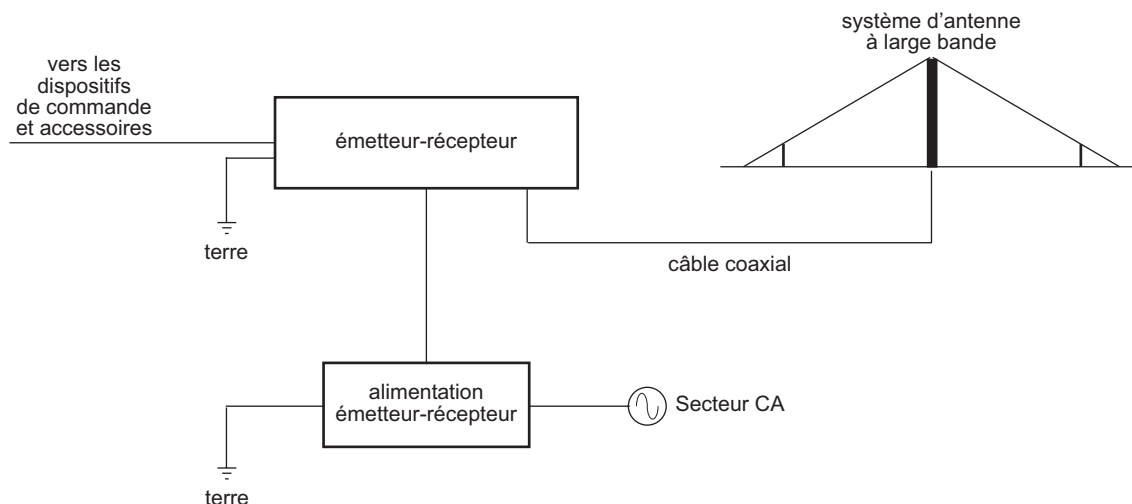 système d'antenne
à large bande
vers les
dispositifs
de commande
et accessoires
émetteur-récepteur
terre
câble coaxial
alimentation
émetteur-récepteur
Secteur CA
terre